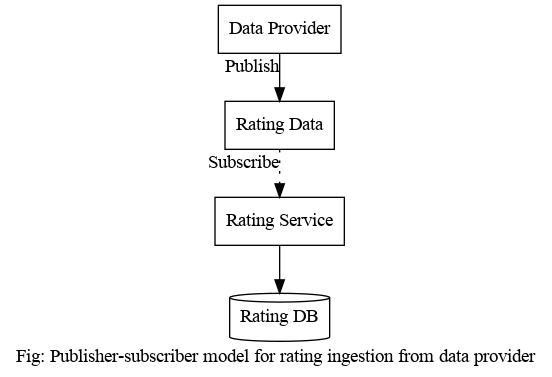 Data Provider
Publish
Rating Data
Subscribe
Rating Service
Rating DB
Fig: Publisher-subscriber model for rating ingestion from data provider